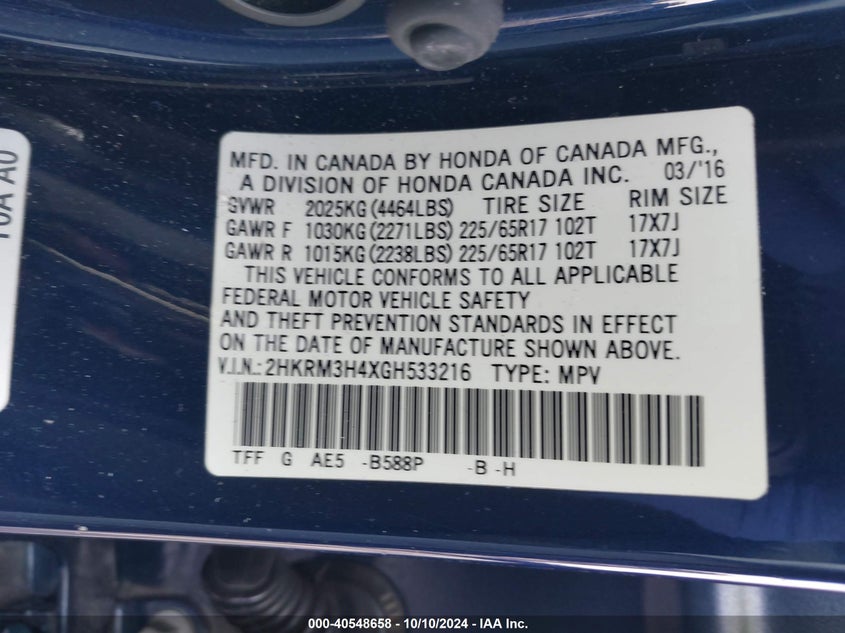 10A A0
MFD. IN CANADA BY HONDA OF CANADA MFG.,
A DIVISION OF HONDA CANADA INC. 03/'16
GVWR 2025KG(4464LBS) TIRE SIZE RIM SIZE
GAWR F 1030KG(2271LBS) 225/65R17 102T 17X7J
GAWR R 1015KG(2238LBS) 225/65R17 102T 17X7J
THIS VEHICLE CONFORMS TO ALL APPLICABLE
FEDERAL MOTOR VEHICLE SAFETY
AND THEFT PREVENTION STANDARDS IN EFFECT
ON THE DATE OF MANUFACTURE SHOWN ABOVE.
V.I.N.:2HKRM3H4XGH533216 TYPE: MPV
TFF G AE5 -B588P -B -H
000-40548658 - 10/10/2024 - IAA Inc.